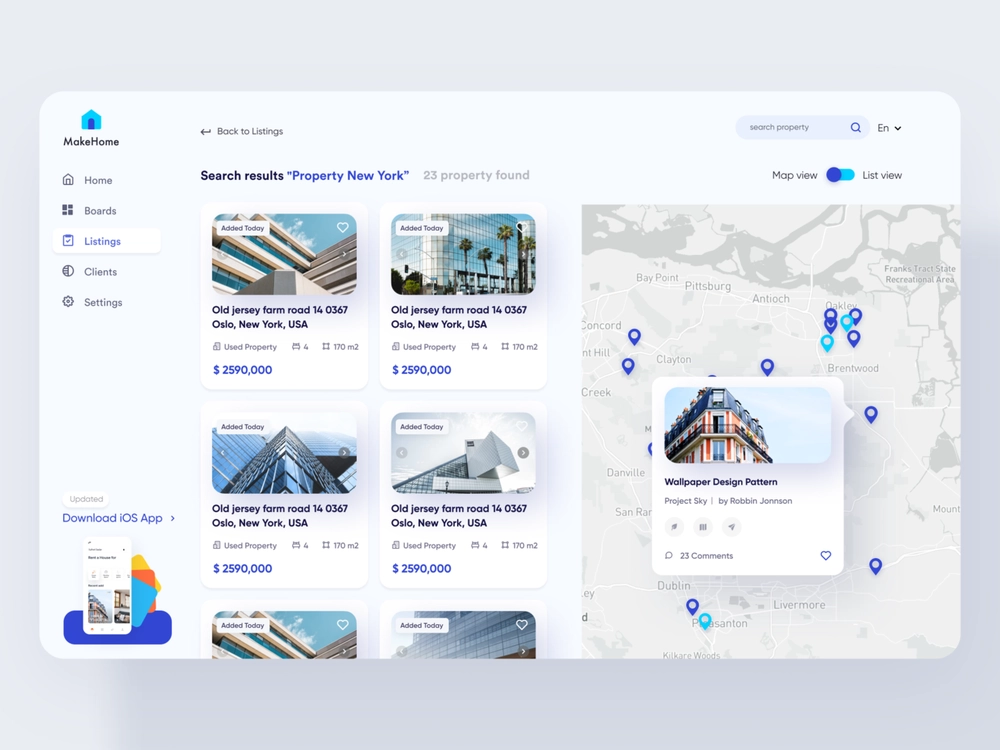 MakeHome
Home
Boards
Listings
Clients
Settings
Updated
Download iOS App
Back to Listings
search property
En
Search results "Property New York" 23 property found
Map view
List view
Added Today
Old jersey farm road 14 0367
Oslo, New York, USA
Used Property 4 170 m2
$ 2590,000
Added Today
Old jersey farm road 14 0367
Oslo, New York, USA
Used Property 4 170 m2
$ 2590,000
Added Today
Old jersey farm road 14 0367
Oslo, New York, USA
Used Property 4 170 m2
$ 2590,000
Added Today
Old jersey farm road 14 0367
Oslo, New York, USA
Used Property 4 170 m2
$ 2590,000
Added Today
Added Today
Franks Tract State
Recreational Area
Bay Point
Pittsburg
Antioch
Oakley
Concord
nt Hill
Clayton
Brentwood
Creek
Danville
San Ra
Mount
Wallpaper Design Pattern
Project Sky | by Robbin Jonnson
23 Comments
Dublin
ley
Livermore
d
Pleasanton
Kilkare Woods